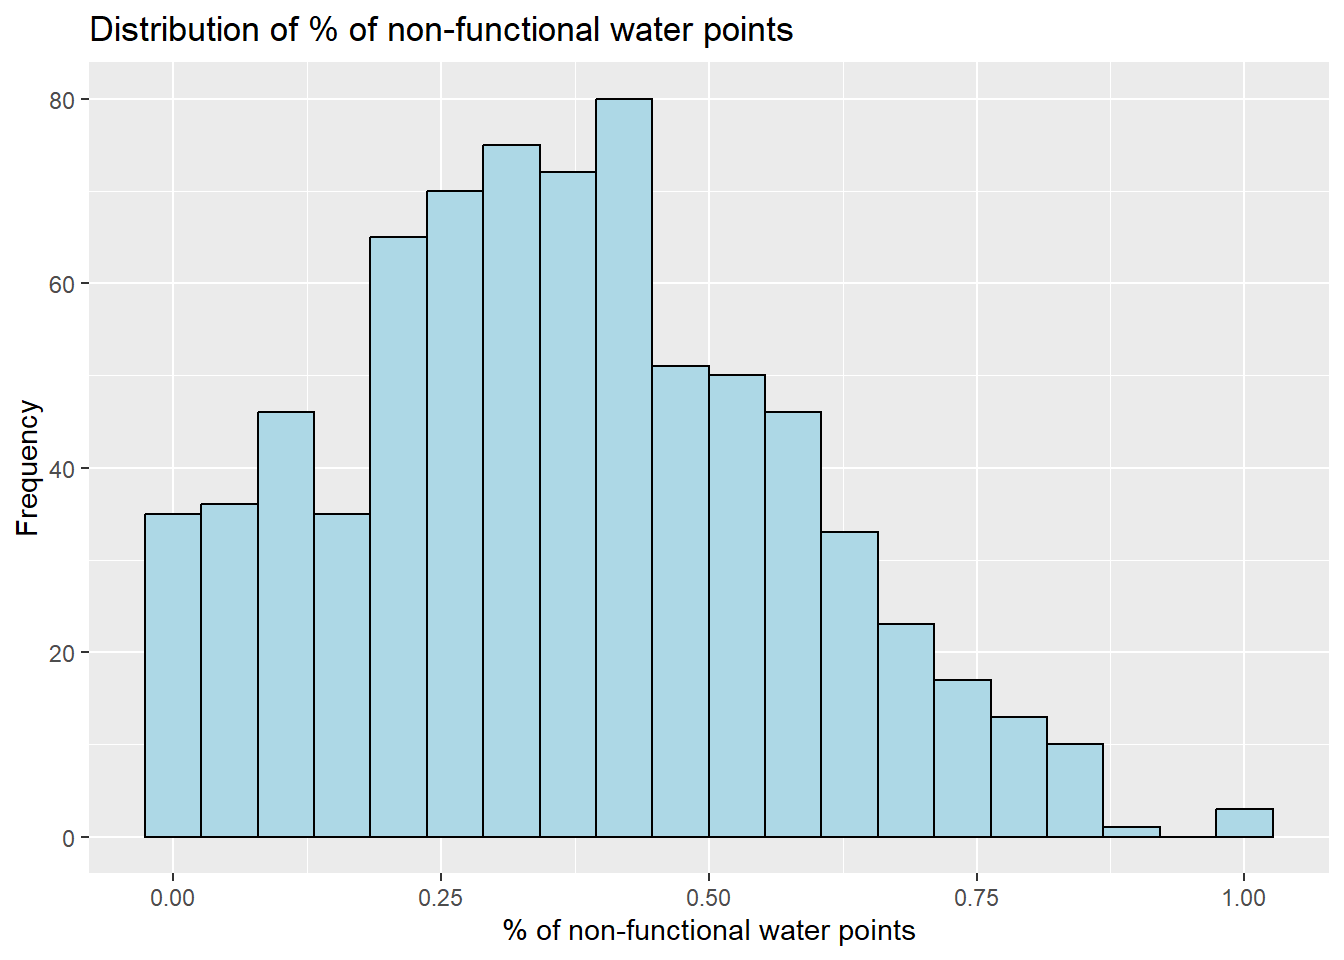 Distribution of % of non-functional water points
80
60
40
20
0
Frequency
0.00 0.25 0.50 0.75 1.00
% of non-functional water points